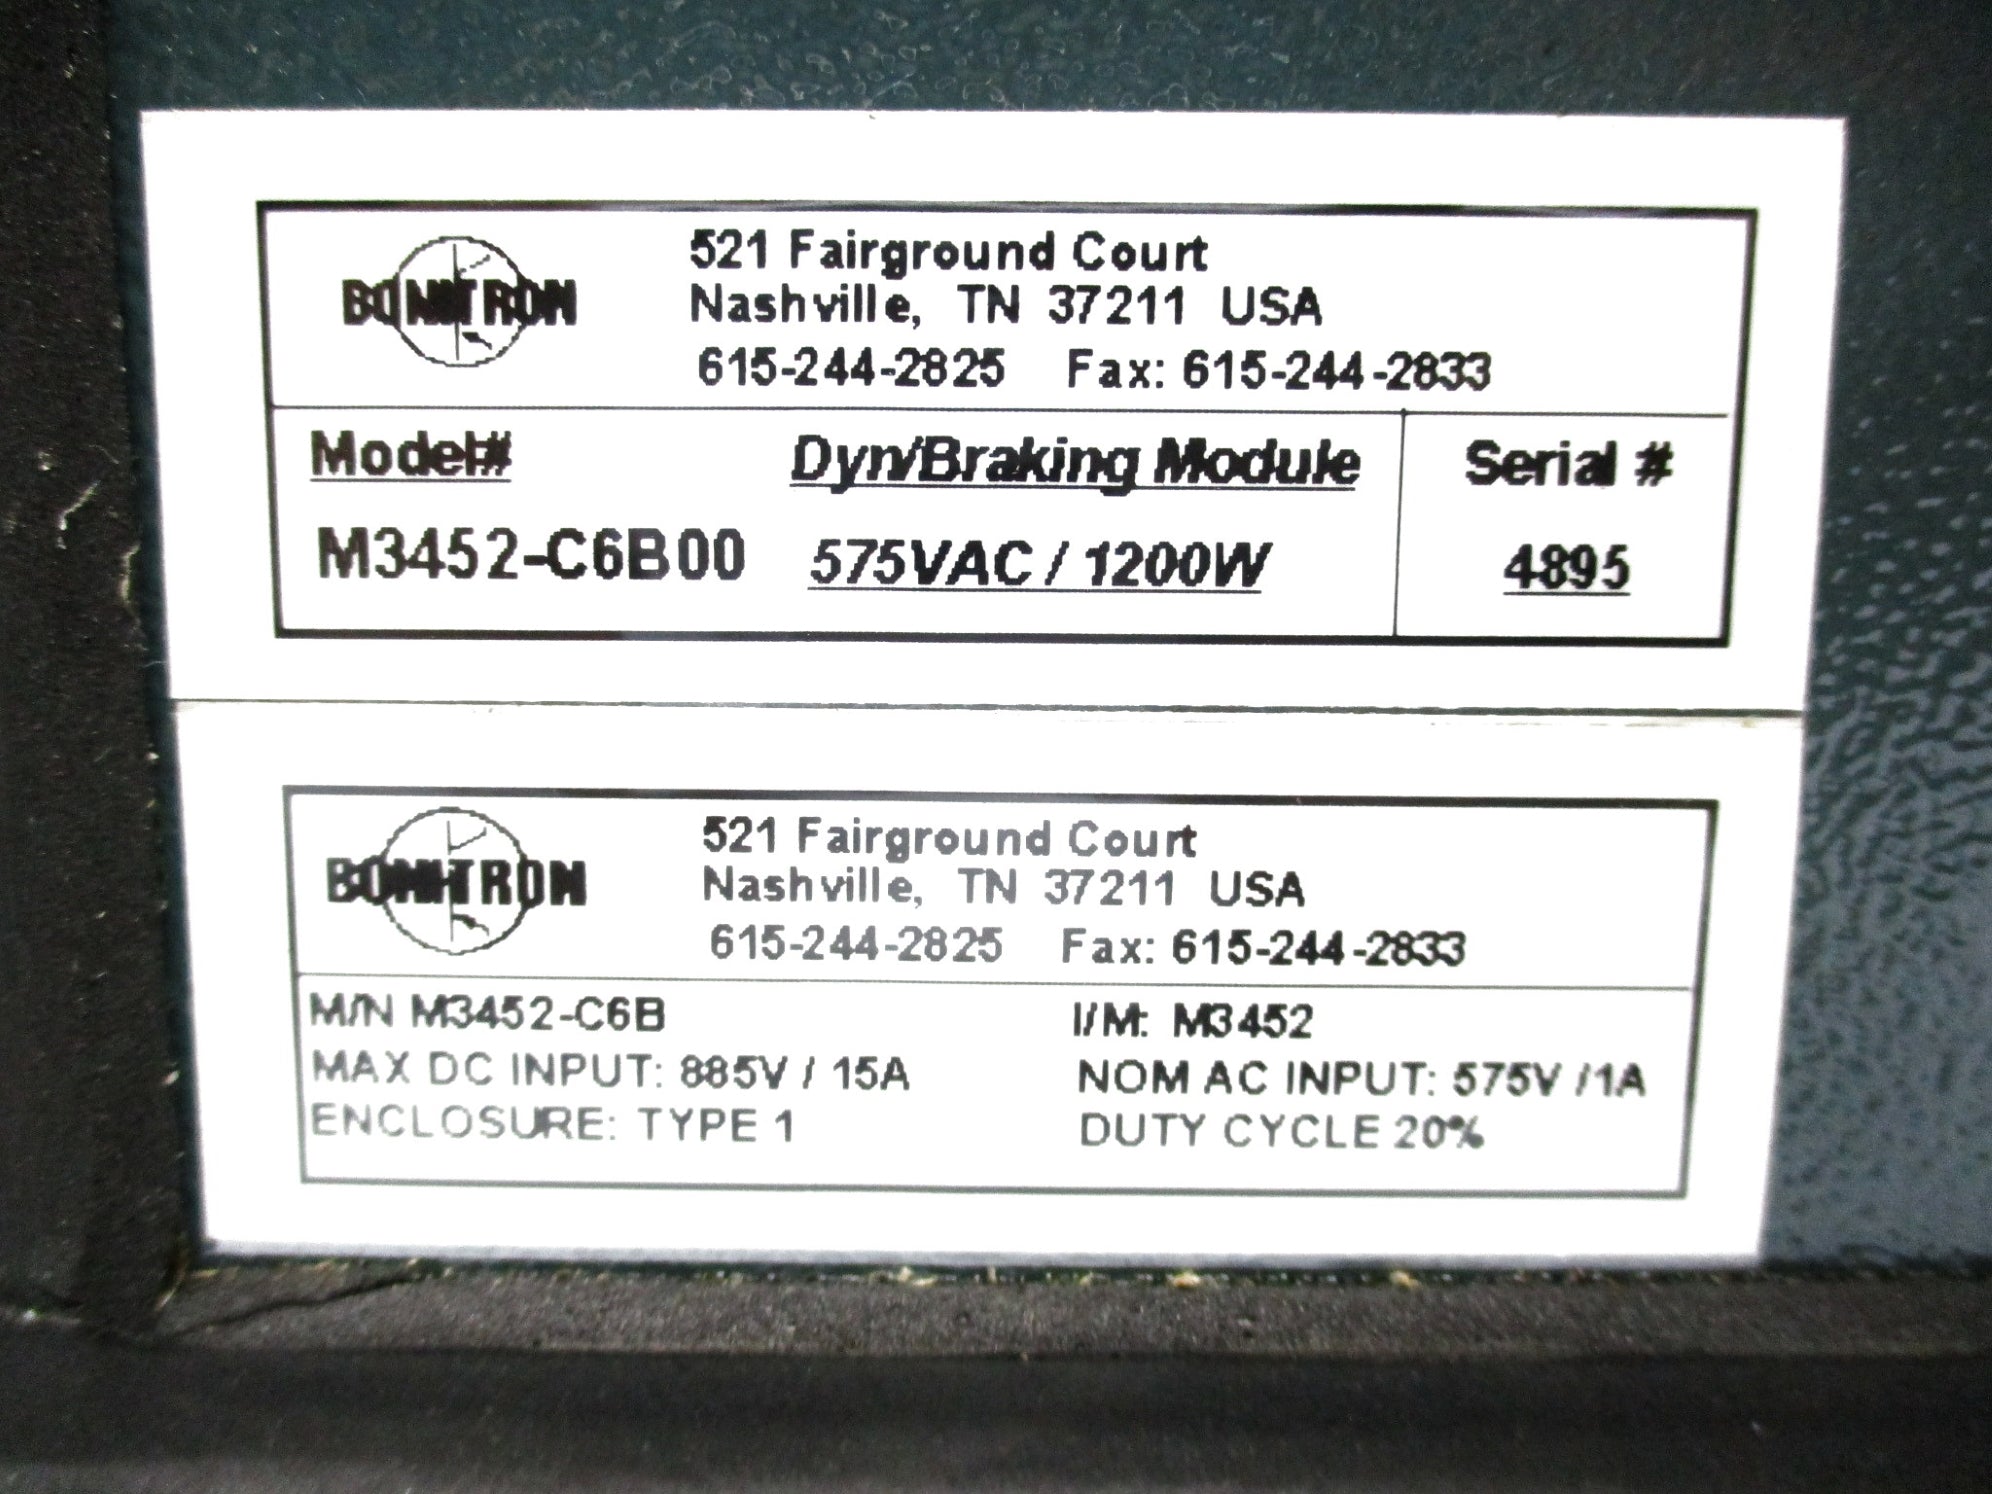 BONITRON
521 Fairground Court
Nashville, TN 37211 USA
615-244-2825 Fax: 615-244-2833
Model# Dyn/Braking Module Serial #
M3452-C6B00 575VAC / 1200W 4895
BONITRON
521 Fairground Court
Nashville, TN 37211 USA
615-244-2825 Fax: 615-244-2833
M/N M3452-C6B I/M: M3452
MAX DC INPUT: 885V / 15A NOM AC INPUT: 575V /1A
ENCLOSURE: TYPE 1 DUTY CYCLE 20%